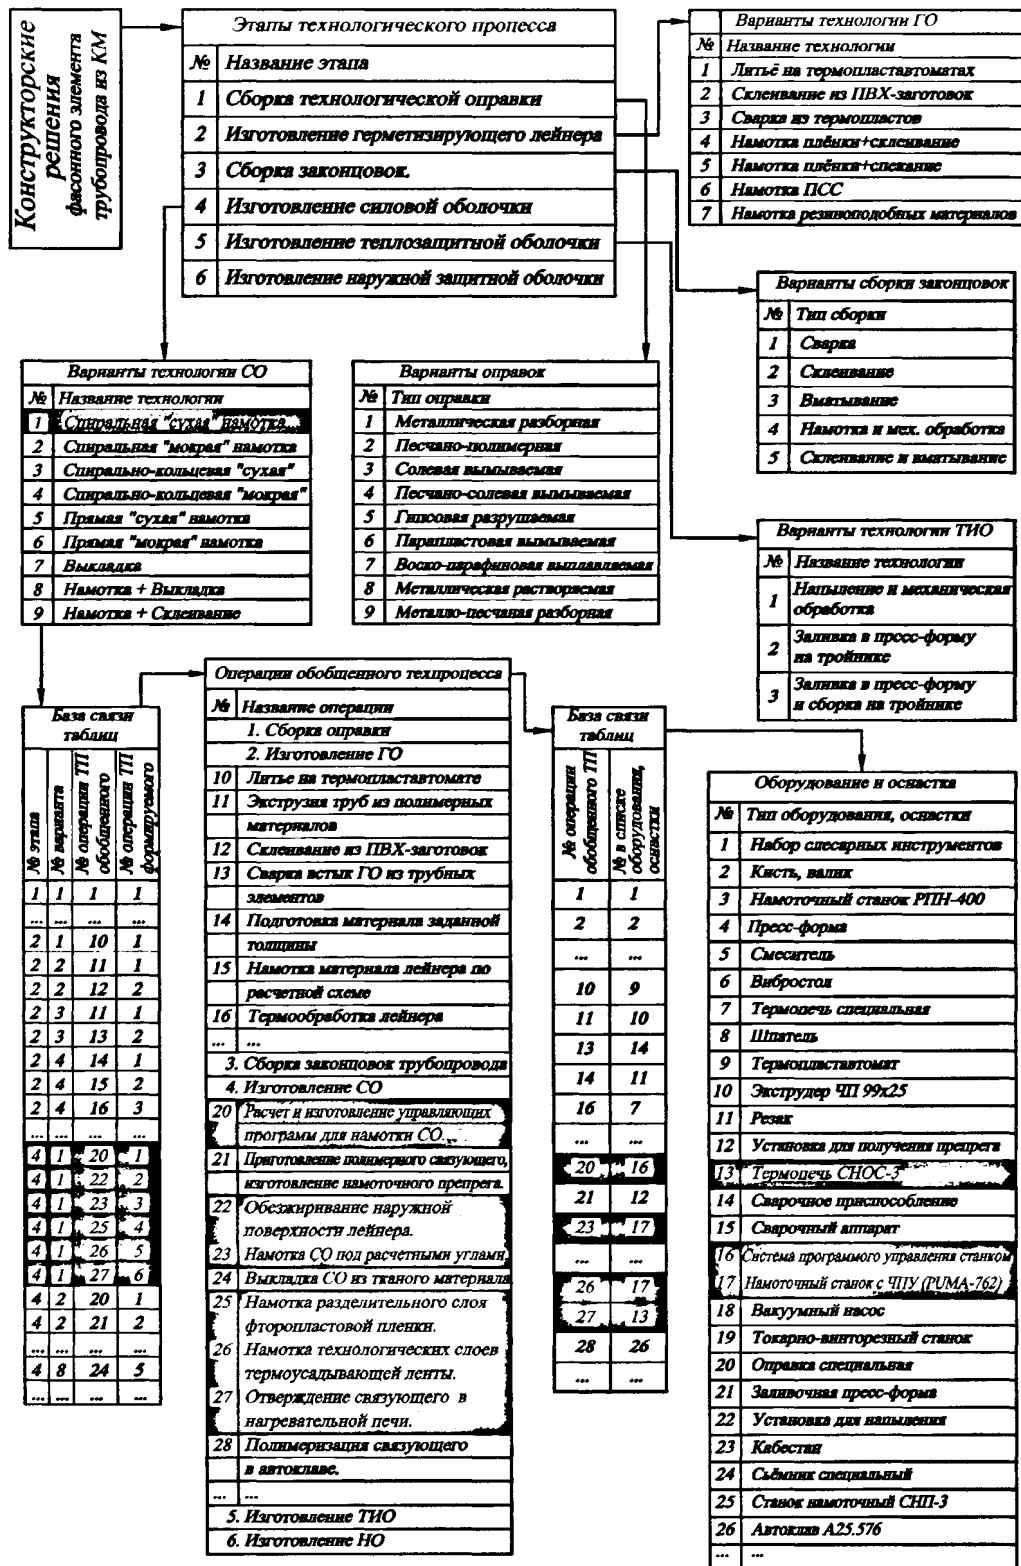 Конструкторские
решения
фасонного элемента
трубопровода из КМ
Этапы технологического процесса
№ Название этапа
1 Сборка технологической оправки
2 Изготовление герметизирующего лейнера
3 Сборка законцовок.
4 Изготовление силовой оболочки
5 Изготовление теплозащитной оболочки
6 Изготовление наружной защитной оболочки
Варианты технологии ГО
№ Название технологии
1 Литьё на термопластавтоматах
2 Склеивание из ПВХ-заготовок
3 Сварка из термопластов
4 Намотка плёнки+склеивание
5 Намотка плёнки+спекание
6 Намотка ПСС
7 Намотка резиноподобных материалов
Варианты сборки законцовок
№ Тип сборки
1 Сварка
2 Склеивание
3 Вматывание
4 Намотка и мех. обработка
5 Склеивание и вматывание
Варианты технологии СО
№ Название технологии
1 Спиральная "сухая" намотка
2 Спиральная "мокрая" намотка
3 Спирально-кольцевая "сухая"
4 Спирально-кольцевая "мокрая"
5 Прямая "сухая" намотка
6 Прямая "мокрая" намотка
7 Выкладка
8 Намотка + Выкладка
9 Намотка + Склеивание
Варианты оправок
№ Тип оправки
1 Металлическая разборная
2 Песчано-полимерная
3 Солевая вымываемая
4 Песчано-солевая вымываемая
5 Гипсовая разрушаемая
6 Парапластовая вымываемая
7 Воско-парафиновая выплавляемая
8 Металлическая растворяемая
9 Металло-песчаная разборная
Варианты технологии ТИО
№ Название технологии
1 Напыление и механическая
обработка
2 Заливка в пресс-форму
на тройнике
3 Заливка в пресс-форму
и сборка на тройнике
База связи
таблиц
№ этапа
№ варианта
№ операции ТП
обобщенного
№ операции ТП
формируемого
1 1 1 1
... ... ... ...
2 1 10 1
2 2 11 1
2 2 12 2
2 3 11 1
2 3 13 2
2 4 14 1
2 4 15 2
2 4 16 3
... ... ... ...
4 1 20 1
4 1 22 2
4 1 23 3
4 1 25 4
4 1 26 5
4 1 27 6
4 2 20 1
4 2 21 2
... ... ... ...
4 8 24 5
... ... ... ...
Операции обобщенного техпроцесса
№ Название операции
1. Сборка оправки
2. Изготовление ГО
10 Литье на термопластавтомате
11 Экструзия труб из полимерных
материалов
12 Склеивание из ПВХ-заготовок
13 Сварка встык ГО из трубных
элементов
14 Подготовка материала заданной
толщины
15 Намотка материала лейнера по
расчетной схеме
16 Термообработка лейнера
... ...
3. Сборка законцовок трубопровода
4. Изготовление СО
20 Расчет и изготовление управляющих
программ для намотки СО.
21 Приготовление полимерного связующего,
изготовление намоточного препрега.
22 Обезжиривание наружной
поверхности лейнера.
23 Намотка СО под расчетными углами
24 Выкладка СО из тканого материала
25 Намотка разделительного слоя
фторопластовой пленки.
26 Намотка технологических слоев
термоусадывающей ленты.
27 Отверждение связующего в
нагревательной печи.
28 Полимеризация связующего
в автоклаве.
... ...
5. Изготовление ТИО
6. Изготовление НО
База связи
таблиц
№ операции
обобщенного ТП
№ в списке
оборудования,
оснастки
1 1
2 2
... ...
10 9
11 10
13 14
14 11
16 7
... ...
20 16
21 12
23 17
... ...
26 17
27 13
28 26
... ...
Оборудование и оснастка
№ Тип оборудования, оснастки
1 Набор слесарных инструментов
2 Кисть, валик
3 Намоточный станок РПН-400
4 Пресс-форма
5 Смеситель
6 Вибростол
7 Термопечь специальная
8 Шпатель
9 Термопластавтомат
10 Экструдер ЧП 99х25
11 Резак
12 Установка для получения препрега
13 Термопечь СНОС-3
14 Сварочное приспособление
15 Сварочный аппарат
16 Система программого управления станком
17 Намоточный станок с ЧПУ (PUMA-762)
18 Вакуумный насос
19 Токарно-винторезный станок
20 Оправка специальная
21 Заливочная пресс-форма
22 Установка для напыления
23 Кабестан
24 Съёмник специальный
25 Станок намоточный СНП-3
26 Автоклав А25.576
... ...